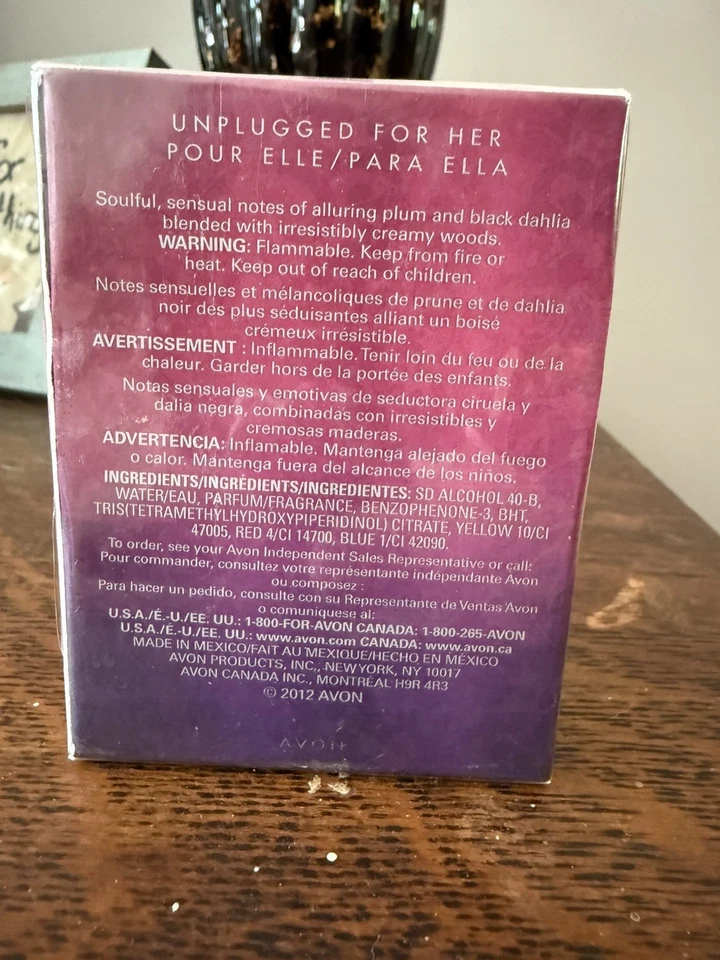 UNPLUGGED FOR HER
POUR ELLE/PARA ELLA
Soulful, sensual notes of alluring plum and black dahlia
blended with irresistibly creamy woods.
WARNING: Flammable. Keep from fire or
heat. Keep out of reach of children.
Notes sensuelles et mélancoliques de prune et de dahlia
noir des plus séduisantes alliant un boisé
crémeux irrésistible.
AVERTISSEMENT : Inflammable. Tenir loin du feu ou de la
chaleur. Garder hors de la portée des enfants.
Notas sensuales y emotivas de seductora ciruela y
dalia negra, combinadas con irresistibles y
cremosas maderas.
ADVERTENCIA: Inflamable. Mantenga alejado del fuego
o calor. Mantenga fuera del alcance de los niños.
INGREDIENTS/INGRÉDIENTS/INGREDIENTES: SD ALCOHOL 40-B,
WATER/EAU, PARFUM/FRAGRANCE, BENZOPHENONE-3, BHT,
TRIS(TETRAMETHYLHYDROXYPIPERIDINOL) CITRATE, YELLOW 10/CI
47005, RED 4/CI 14700, BLUE 1/CI 42090.
To order, see your Avon Independent Sales Representative or call:
Pour commander, consultez votre représentante indépendante Avon
ou composez :
Para hacer un pedido, consulte con su Representante de Ventas Avon
o comuníquese al:
U.S.A./É.-U./EE. UU.: 1-800-FOR-AVON CANADA: 1-800-265-AVON
U.S.A./É.-U./EE. UU.: www.avon.com CANADA: www.avon.ca
MADE IN MEXICO/FAIT AU MEXIQUE/HECHO EN MÉXICO
AVON PRODUCTS, INC., NEW YORK, NY 10017
AVON CANADA INC., MONTRÉAL H9R 4R3
© 2012 AVON
AVON